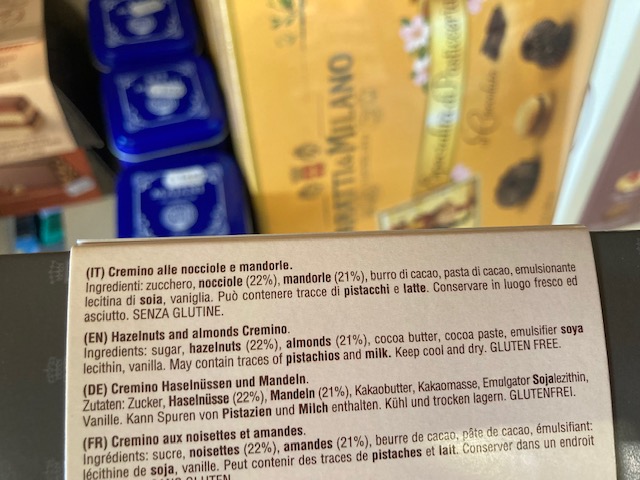 MILANO
(IT) Cremino alle nocciole e mandorle.
Ingredienti: zucchero, nocciole (22%), mandorle (21%), burro di cacao, pasta di cacao, emulsionante
lecitina di soia, vaniglia. Può contenere tracce di pistacchi e latte. Conservare in luogo fresco ed
asciutto. SENZA GLUTINE.
(EN) Hazelnuts and almonds Cremino.
Ingredients: sugar, hazelnuts (22%), almonds (21%), cocoa butter, cocoa paste, emulsifier soya
lecithin, vanilla. May contain traces of pistachios and milk. Keep cool and dry. GLUTEN FREE.
(DE) Cremino Haselnüssen und Mandeln.
Zutaten: Zucker, Haselnüsse (22%), Mandeln (21%), Kakaobutter, Kakaomasse, Emulgator Sojalezithin,
Vanille. Kann Spuren von Pistazien und Milch enthalten. Kühl und trocken lagern. GLUTENFREI.
(FR) Cremino aux noisettes et amandes.
Ingrédients: sucre, noisettes (22%), amandes (21%), beurre de cacao, pâte de cacao, émulsifiant:
lécithine de soja, vanille. Peut contenir des traces de pistaches et lait. Conserver dans un endroit
GLUTEN